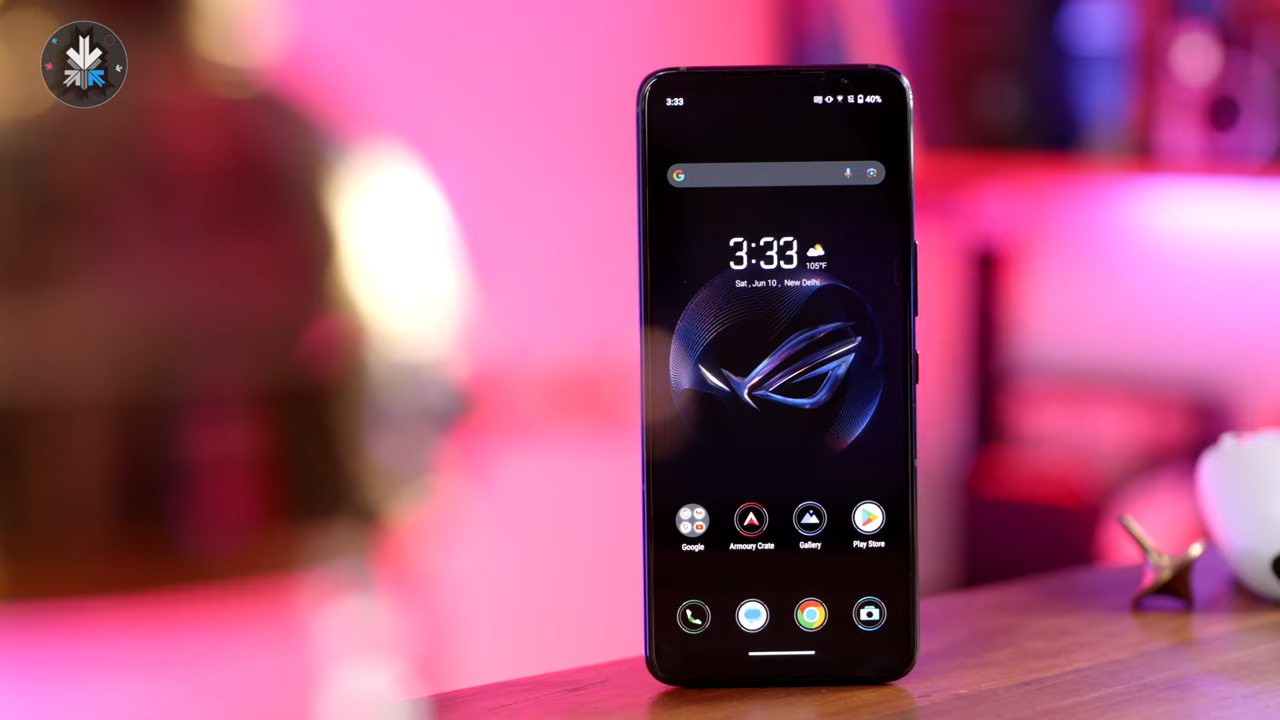 3:33
40%
3:33
105°F
Sat, Jun 10, New Delhi
Google
Armoury Crate
Gallery
Play Store